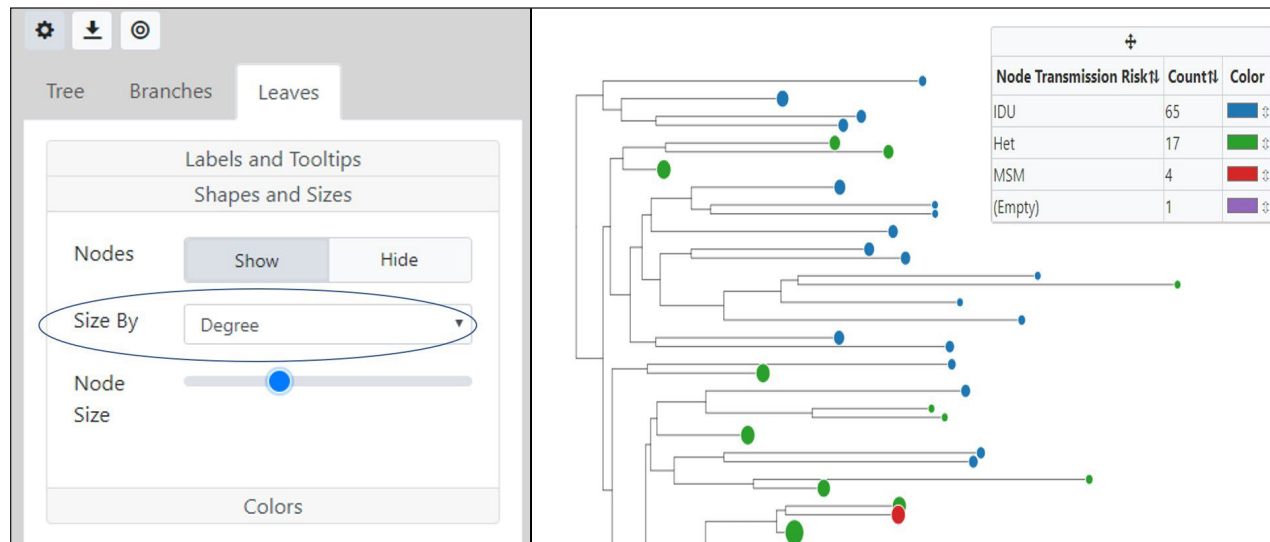 Tree Branches Leaves
Labels and Tooltips
Shapes and Sizes
Nodes Show Hide
Size By Degree
Node
Size
Colors
Node Transmission Risk Count Color
IDU 65
Het 17
MSM 4
(Empty) 1